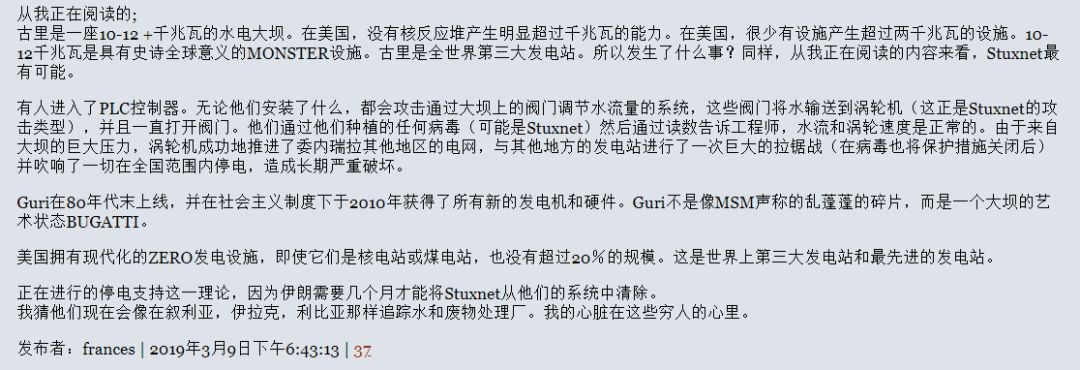 从我正在阅读的;
古里是一座10-12 +千兆瓦的水电大坝。在美国，没有核反应堆产生明显超过千兆瓦的能力。在美国，很少有设施产生超过两千兆瓦的设施。10-
12千兆瓦是具有史诗全球意义的MONSTER设施。古里是全世界第三大发电站。所以发生了什么事？同样，从我正在阅读的内容来看，Stuxnet最
有可能。
有人进入了PLC控制器。无论他们安装了什么，都会攻击通过大坝上的阀门调节水流量的系统，这些阀门将水输送到涡轮机（这正是Stuxnet的攻
击类型），并且一直打开阀门。他们通过他们种植的任何病毒（可能是Stuxnet）然后通过读数告诉工程师，水流和涡轮速度是正常的。由于来自
大坝的巨大压力，涡轮机成功地推进了委内瑞拉其他地区的电网，与其他地方的发电站进行了一次巨大的拉锯战（在病毒也将保护措施关闭后）
并吹响了一切在全国范围内停电，造成长期严重破坏。
Guri在80年代末上线，并在社会主义制度下于2010年获得了所有新的发电机和硬件。Guri不是像MSM声称的乱蓬蓬的碎片，而是一个大坝的艺
术状态BUGATTI。
美国拥有现代化的ZERO发电设施，即使它们是核电站或煤电站，也没有超过20％的规模。这是世界上第三大发电站和最先进的发电站。
正在进行的停电支持这一理论，因为伊朗需要几个月才能将Stuxnet从他们的系统中清除。
我猜他们现在会像在叙利亚，伊拉克，利比亚那样追踪水和废物处理厂。我的心脏在这些穷人的心里。
发布者：frances | 2019年3月9日下午6:43:13 | 37